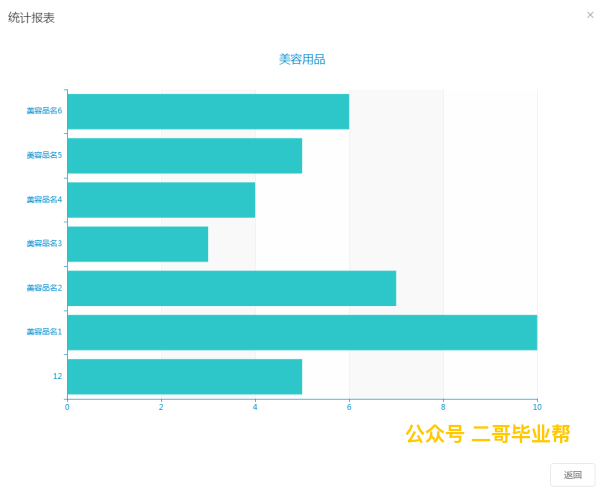 统计报表
×
美容用品
美容品名6
美容品名5
美容品名4
美容品名3
美容品名2
美容品名1
12
0 2 4 6 8 10
公众号 二哥毕业帮
返回